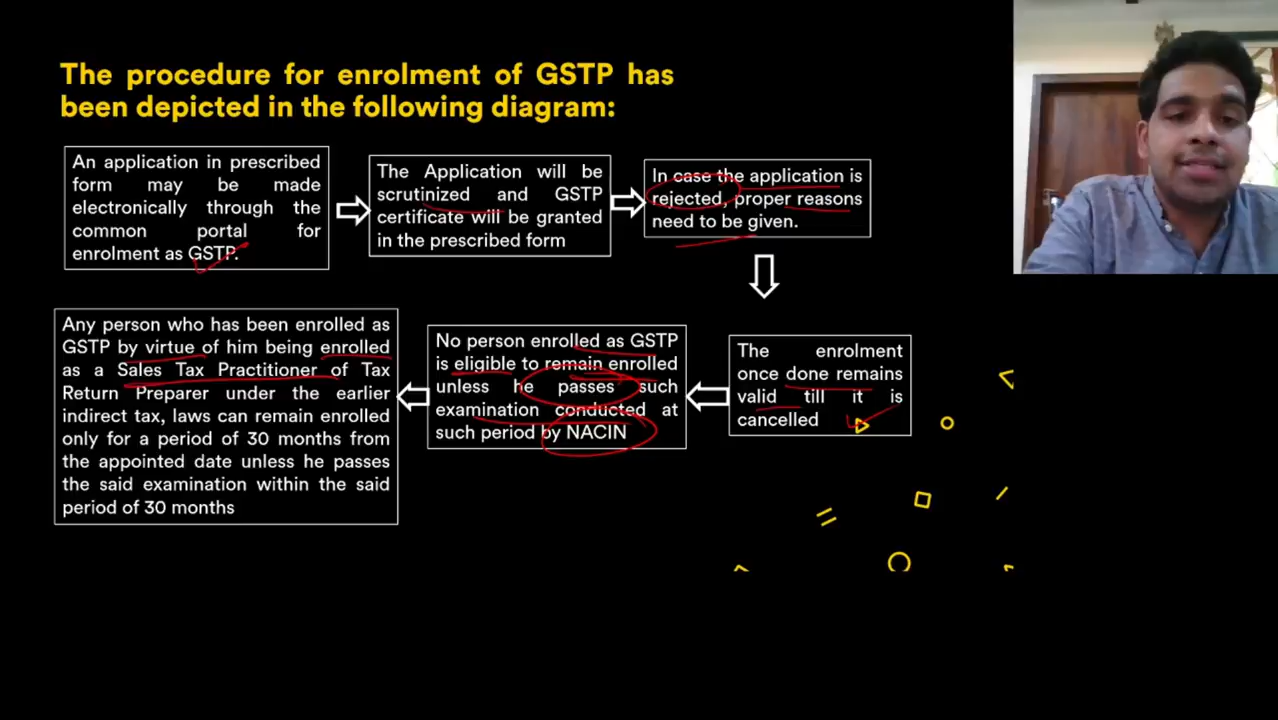 The procedure for enrolment of GSTP has
been depicted in the following diagram:
An application in prescribed
form may be made
electronically through the
common portal for
enrolment as GSTP.
The Application will be
scrutinized and GSTP
certificate will be granted
in the prescribed form
In case the application is
rejected, proper reasons
need to be given.
The enrolment
once done remains
valid till it is
cancelled
No person enrolled as GSTP
is eligible to remain enrolled
unless he passes such
examination conducted at
such period by NACIN
Any person who has been enrolled as
GSTP by virtue of him being enrolled
as a Sales Tax Practitioner of Tax
Return Preparer under the earlier
indirect tax, laws can remain enrolled
only for a period of 30 months from
the appointed date unless he passes
the said examination within the said
period of 30 months